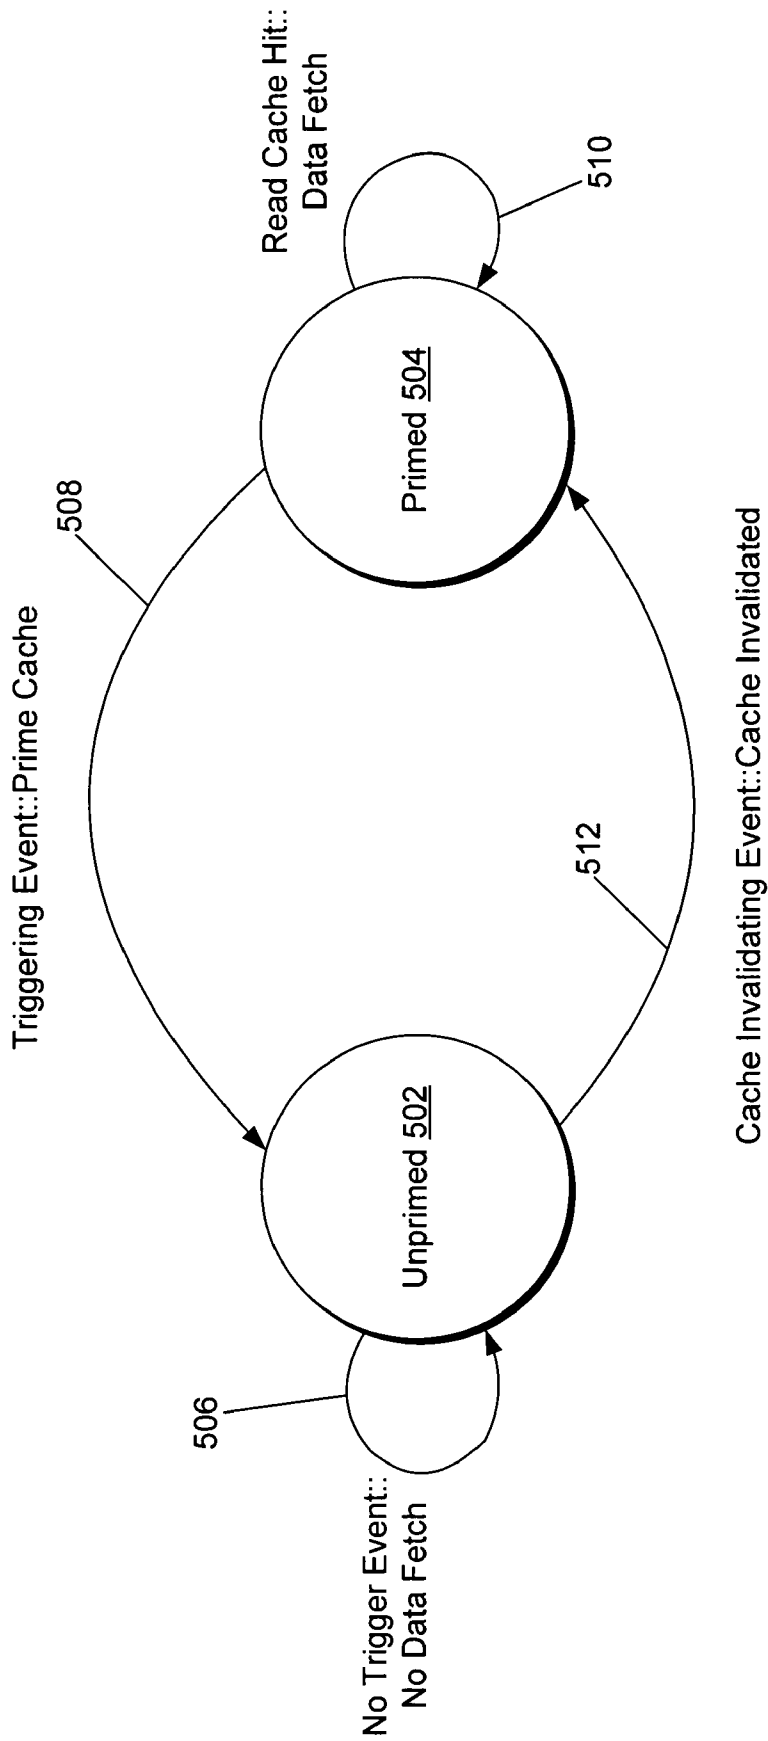 Triggering Event::Prime Cache
508
Read Cache Hit::
Data Fetch
510
Primed 504
Unprimed 502
506
No Trigger Event::
No Data Fetch
512
Cache Invalidating Event::Cache Invalidated